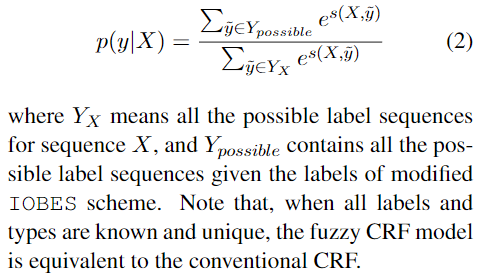 p(y|X) = \frac{\sum_{\tilde{y} \in Y_{possible}} e^{s(X,\tilde{y})}}{\sum_{\tilde{y} \in Y_X} e^{s(X,\tilde{y})}} (2)
where Y_X means all the possible label sequences
for sequence X, and Y_{possible} contains all the pos-
sible label sequences given the labels of modified
IOBES scheme. Note that, when all labels and
types are known and unique, the fuzzy CRF model
is equivalent to the conventional CRF.